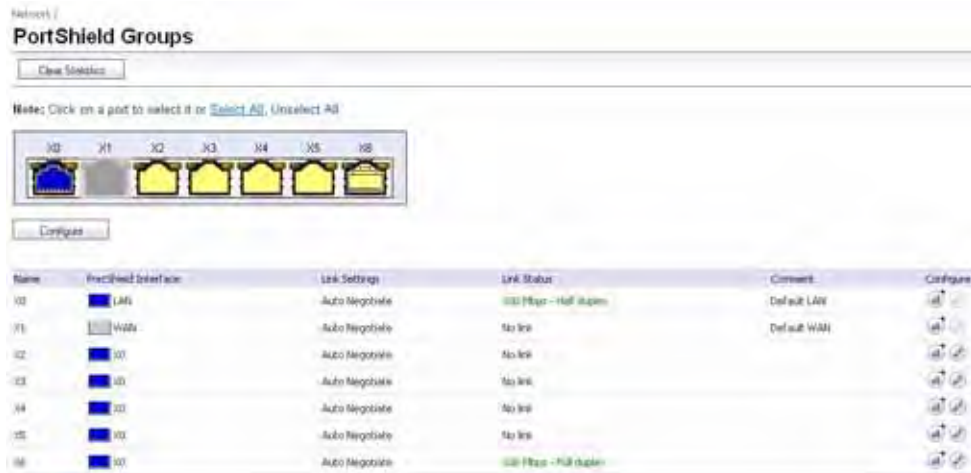 Network /
PortShield Groups
Clear Statistics
Note: Click on a port to select it or Select All, Unselect All
X0 X1 X2 X3 X4 X5 X6
Configure
Name PortShield Interface Link Settings Link Status Comment Configure
X0 LAN Auto Negotiate 100 Mbps - Half duplex Default LAN
X1 WAN Auto Negotiate No link Default WAN
X2 X0 Auto Negotiate No link
X3 X0 Auto Negotiate No link
X4 X0 Auto Negotiate No link
X5 X0 Auto Negotiate No link
X6 X0 Auto Negotiate Mbps - Full duplex